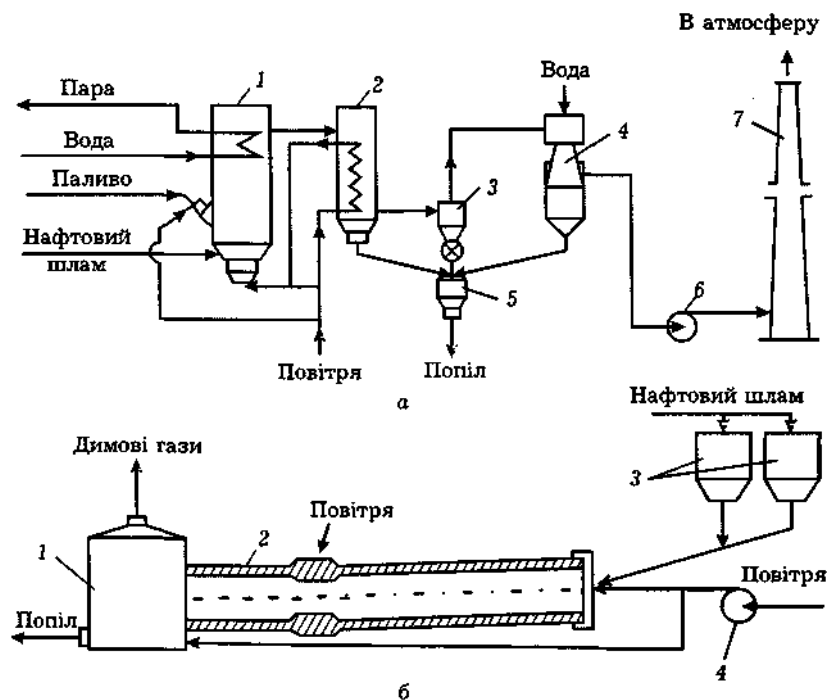 В атмосферу
Пара
1
2
Вода
7
Вода
4
Паливо
3
Нафтовий
шлам
5
6
Повітря
Попіл
а
Нафтовий шлам
Димові гази
3
Повітря
1
2
Повітря
Попіл
4
б